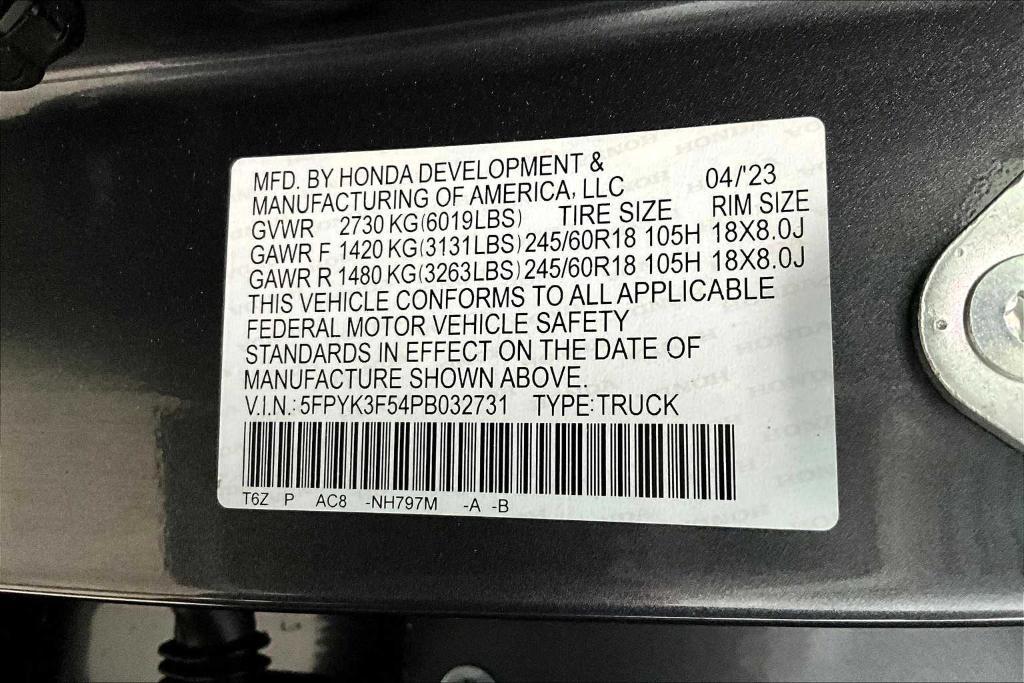 MFD. BY HONDA DEVELOPMENT &
MANUFACTURING OF AMERICA, LLC 04/'23
GVWR 2730 KG(6019LBS) TIRE SIZE RIM SIZE
GAWR F 1420 KG(3131LBS) 245/60R18 105H 18X8.0J
GAWR R 1480 KG(3263LBS) 245/60R18 105H 18X8.0J
THIS VEHICLE CONFORMS TO ALL APPLICABLE
FEDERAL MOTOR VEHICLE SAFETY
STANDARDS IN EFFECT ON THE DATE OF
MANUFACTURE SHOWN ABOVE.
V.I.N.: 5FPYK3F54PB032731 TYPE: TRUCK
T6Z P AC8 -NH797M -A -B